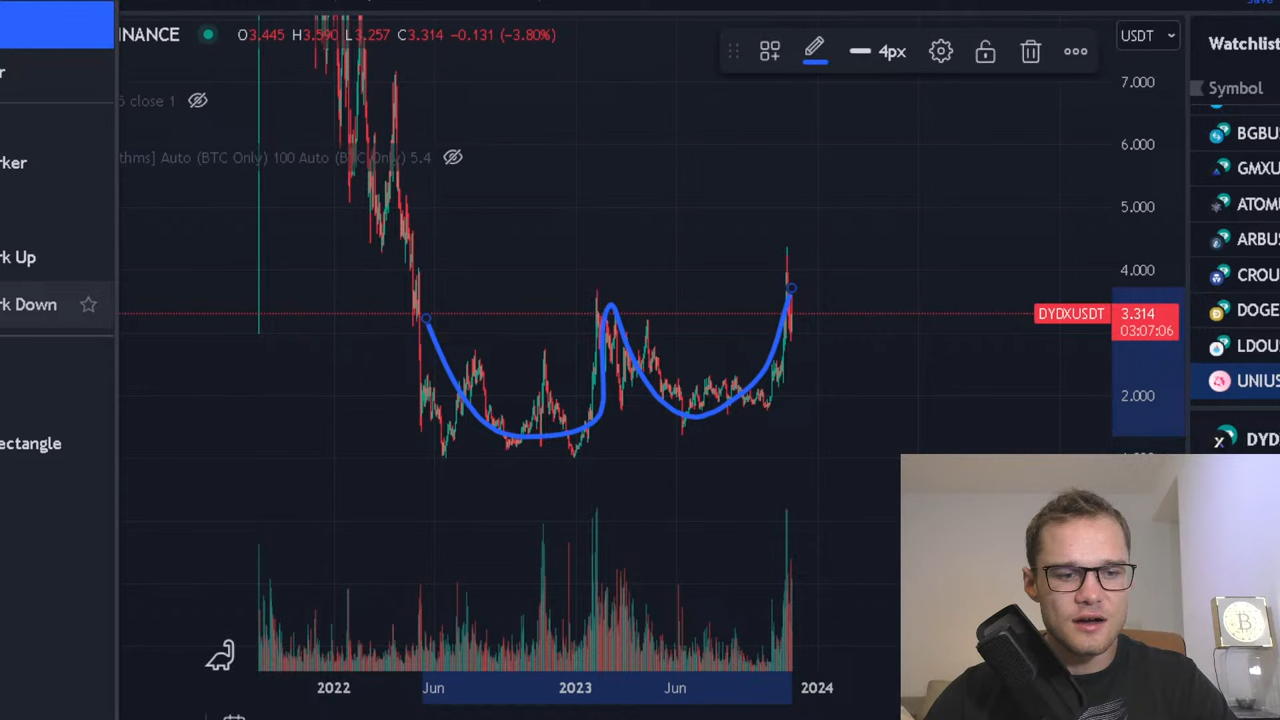 Save
INANCE O3.445 H3.590 L3.257 C3.314 −0.131 (−3.80%)
4px
USDT
Watchlist
Symbol
5 close 1
thms] Auto (BTC Only) 100 Auto (BTC Only) 5.4
rker
rk Up
rk Down
ectangle
7.000
6.000
5.000
4.000
DYDXUSDT 3.314
03:07:06
2.000
BGBU
GMXU
ATOM
ARBUS
CROU
DOGE
LDOUS
UNIUS
DYD
2022
Jun
2023
Jun
2024